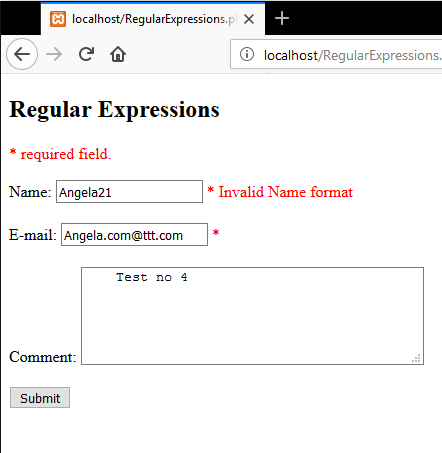 localhost/RegularExpressions.p
localhost/RegularExpressions.
Regular Expressions
* required field.
Name: Angela21 * Invalid Name format
E-mail: Angela.com@ttt.com *
Test no 4
Comment:
Submit